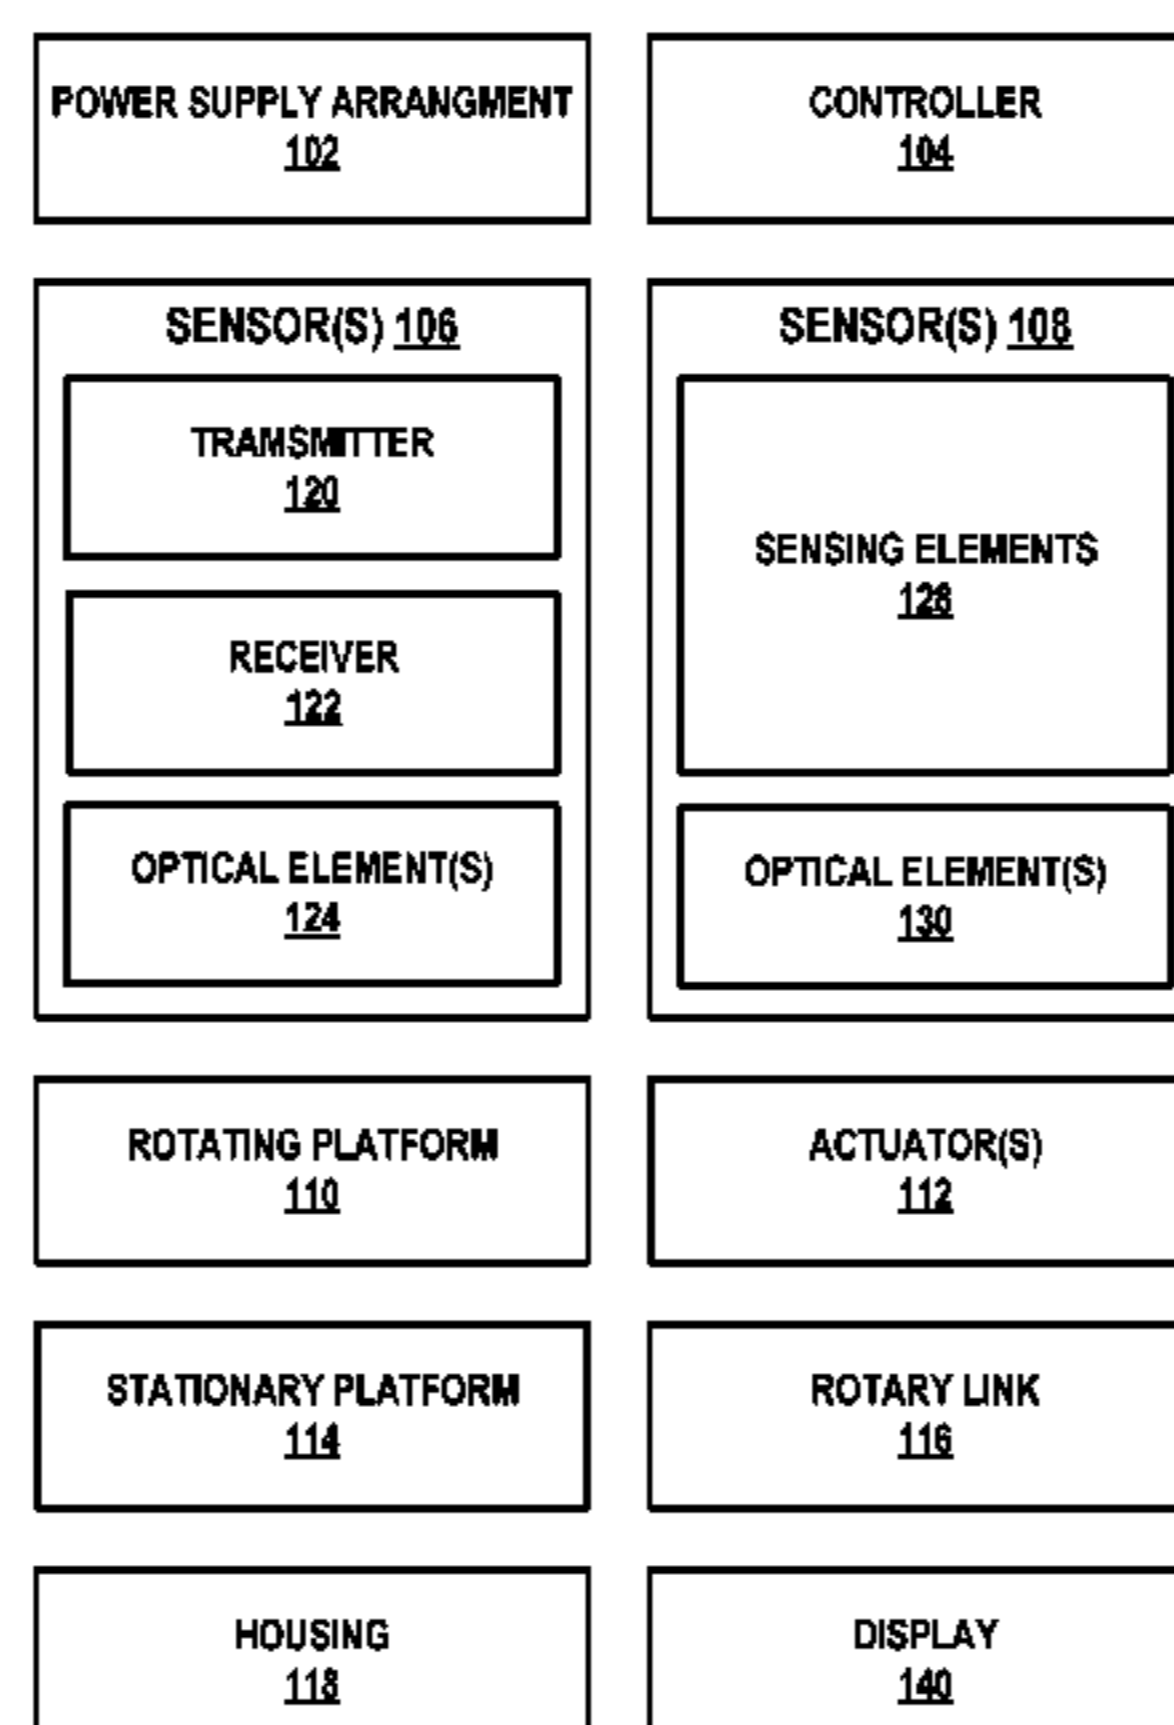 POWER SUPPLY ARRANGMENT
102
CONTROLLER
104
SENSOR(S) 106
TRAMSMITTER
120
RECEIVER
122
OPTICAL ELEMENT(S)
124
SENSOR(S) 108
SENSING ELEMENTS
128
OPTICAL ELEMENT(S)
130
ROTATING PLATFORM
110
ACTUATOR(S)
112
STATIONARY PLATFORM
114
ROTARY LINK
116
HOUSING
118
DISPLAY
140